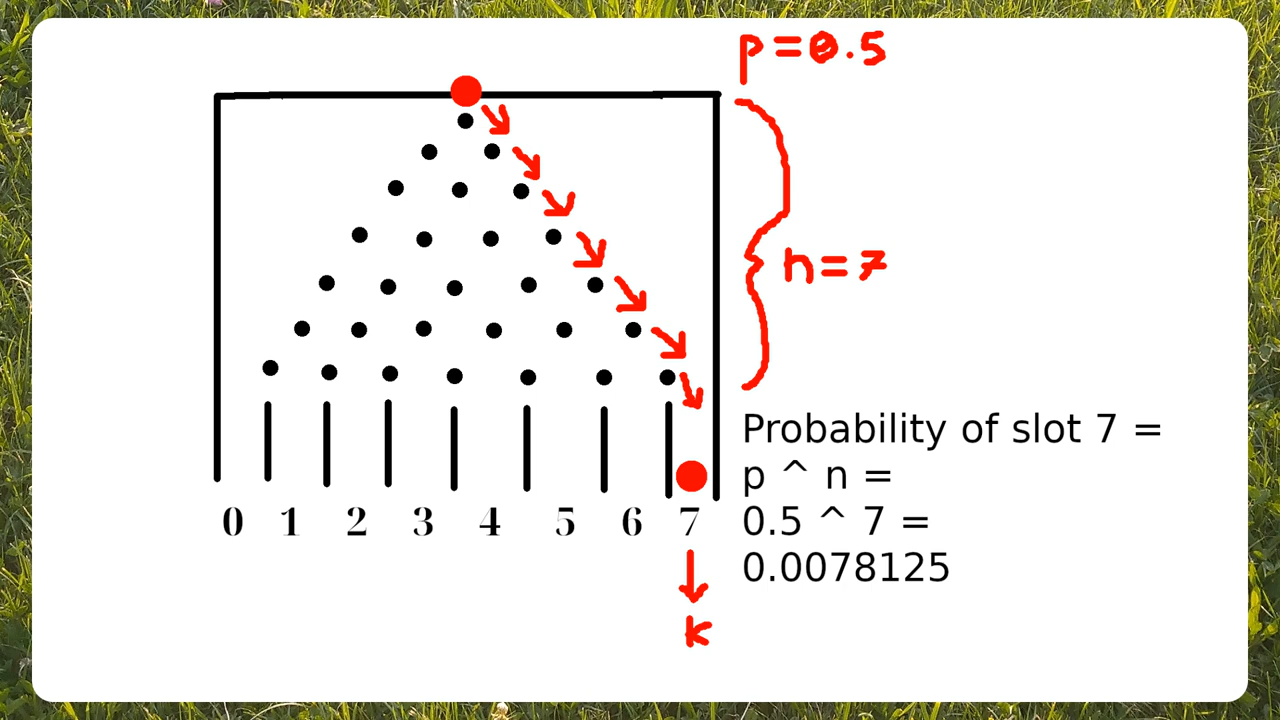 p=0.5
n=7
Probability of slot 7 =
p ^ n =
0.5 ^ 7 =
0.0078125
0 1 2 3 4 5 6 7
k